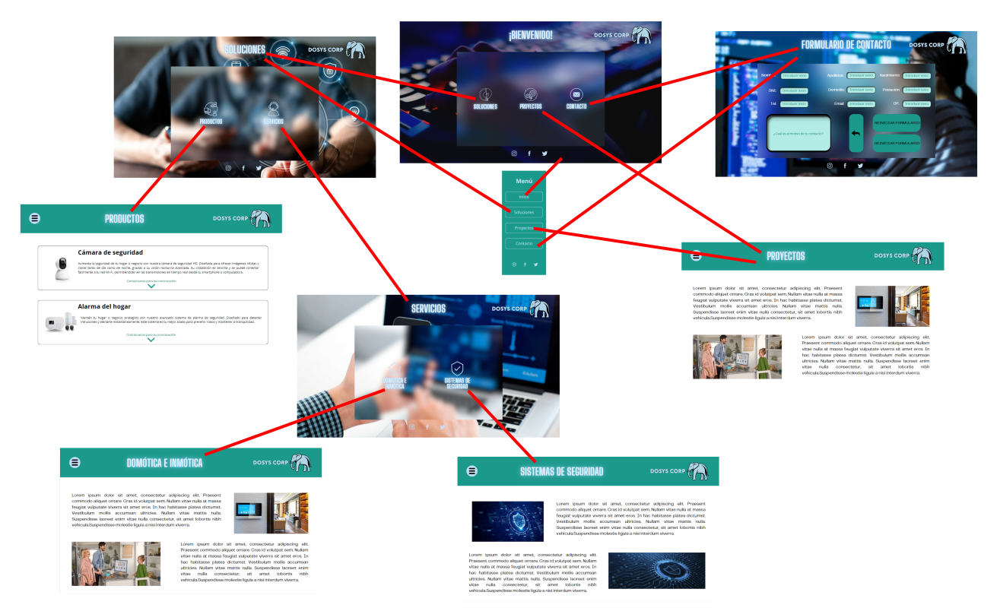 SOLUCIONES
DOSYS CORP
PRODUCTOS
SERVICIOS
¡BIENVENIDO!
DOSYS CORP
SOLUCIONES
PROYECTOS
CONTACTO
FORMULARIO DE CONTACTO
DOSYS CORP
Introducir texto
Apellidos:
Introducir texto
Nacimiento:
Introducir texto
DNI:
Introducir texto
Domicilio:
Introducir texto
Población:
Introducir texto
Tel:
Introducir texto
Email:
Introducir texto
CP:
Introducir texto
¿Cuál es el motivo de tu contacto?
REINICIAR FORMULARIO
REINICIAR FORMULARIO
Menú
Inicio
Soluciones
Proyectos
Contacto
PRODUCTOS
DOSYS CORP
Cámara de seguridad
Aumenta la seguridad de tu hogar o negocio con nuestra cámara de seguridad HD. Diseñada para ofrecer imágenes nítidas y
claras tanto de día como de noche, gracias a su visión nocturna avanzada. Su instalación es sencilla y se puede conectar
fácilmente a tu red Wi-Fi, permitiéndote ver las transmisiones en tiempo real desde tu smartphone o computadora.
Contáctanos para su contratación
Alarma del hogar
Mantén tu hogar o negocio protegido con nuestro avanzado sistema de alarma de seguridad. Diseñado para detectar
intrusiones y alertarte instantáneamente, este sistema es tu mejor aliado para prevenir robos y mantener la tranquilidad.
Contáctanos para su contratación
PROYECTOS
DOSYS CORP
Lorem ipsum dolor sit amet, consectetur adipiscing elit. Praesent
commodo aliquet ornare. Cras id volutpat sem. Nullam vitae nulla at massa
feugiat vulputate viverra sit amet eros. In hac habitasse platea dictumst.
Vestibulum mollis accumsan ultricies. Nullam vitae mattis nulla.
Suspendisse laoreet enim vitae nulla consectetur, sit amet lobortis nibh
vehicula.Suspendisse molestie ligula a nisi interdum viverra.
Lorem ipsum dolor sit amet, consectetur adipiscing elit.
Praesent commodo aliquet ornare. Cras id volutpat sem. Nullam
vitae nulla at massa feugiat vulputate viverra sit amet eros. In
hac habitasse platea dictumst. Vestibulum mollis accumsan
ultricies. Nullam vitae mattis nulla. Suspendisse laoreet enim
vitae nulla consectetur, sit amet lobortis nibh
vehicula.Suspendisse molestie ligula a nisi interdum viverra.
SERVICIOS
DOSYS CORP
DOMÓTICA E
INMÓTICA
SISTEMAS DE
SEGURIDAD
DOMÓTICA E INMÓTICA
DOSYS CORP
Lorem ipsum dolor sit amet, consectetur adipiscing elit. Praesent
commodo aliquet ornare. Cras id volutpat sem. Nullam vitae nulla at massa
feugiat vulputate viverra sit amet eros. In hac habitasse platea dictumst.
Vestibulum mollis accumsan ultricies. Nullam vitae mattis nulla.
Suspendisse laoreet enim vitae nulla consectetur, sit amet lobortis nibh
vehicula.Suspendisse molestie ligula a nisi interdum viverra.
Lorem ipsum dolor sit amet, consectetur adipiscing elit.
Praesent commodo aliquet ornare. Cras id volutpat sem. Nullam
vitae nulla at massa feugiat vulputate viverra sit amet eros. In
hac habitasse platea dictumst. Vestibulum mollis accumsan
ultricies. Nullam vitae mattis nulla. Suspendisse laoreet enim
vitae nulla consectetur, sit amet lobortis nibh
vehicula.Suspendisse molestie ligula a nisi interdum viverra.
SISTEMAS DE SEGURIDAD
DOSYS CORP
Lorem ipsum dolor sit amet, consectetur adipiscing elit. Praesent
commodo aliquet ornare. Cras id volutpat sem. Nullam vitae nulla at massa
feugiat vulputate viverra sit amet eros. In hac habitasse platea dictumst.
Vestibulum mollis accumsan ultricies. Nullam vitae mattis nulla.
Suspendisse laoreet enim vitae nulla consectetur, sit amet lobortis nibh
vehicula.Suspendisse molestie ligula a nisi interdum viverra.
Lorem ipsum dolor sit amet, consectetur adipiscing elit.
Praesent commodo aliquet ornare. Cras id volutpat sem. Nullam
vitae nulla at massa feugiat vulputate viverra sit amet eros. In
hac habitasse platea dictumst. Vestibulum mollis accumsan
ultricies. Nullam vitae mattis nulla. Suspendisse laoreet enim
vitae nulla consectetur, sit amet lobortis nibh
vehicula.Suspendisse molestie ligula a nisi interdum viverra.